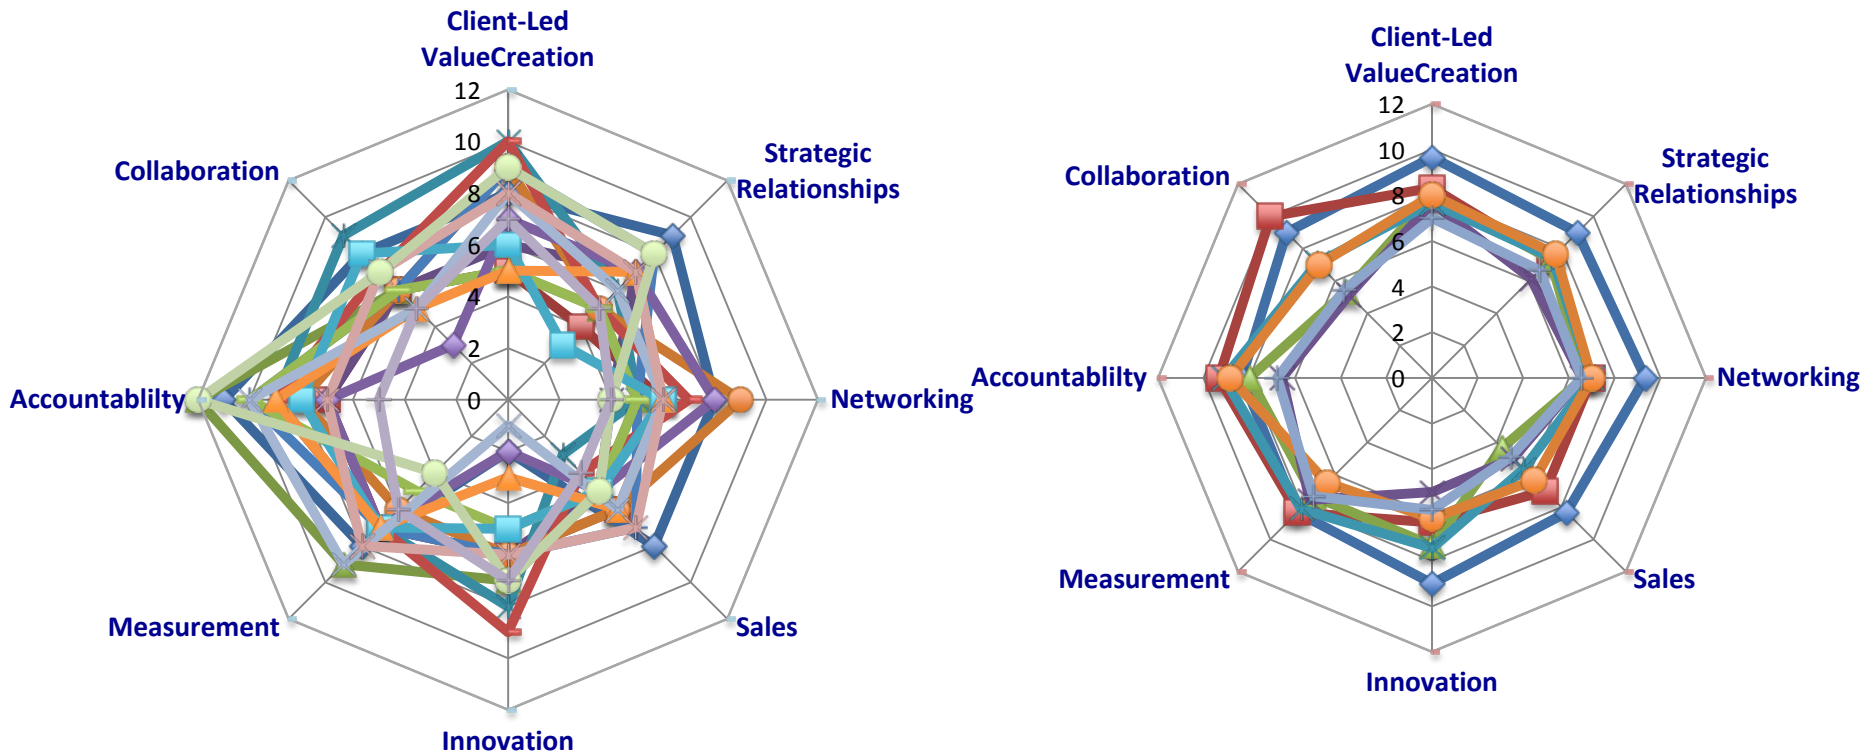 Client-Led
ValueCreation
12
10
8
6
4
2
0
Strategic
Relationships
Networking
Sales
Innovation
Measurement
Accountablilty
Collaboration
Client-Led
ValueCreation
12
10
8
6
4
2
0
Strategic
Relationships
Networking
Sales
Innovation
Measurement
Accountablilty
Collaboration